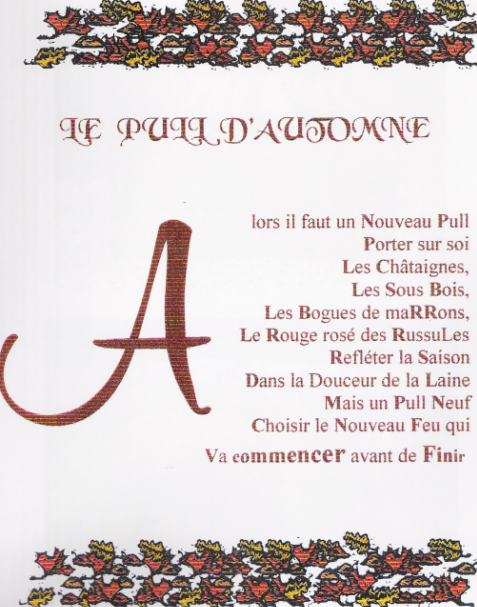 LE PULL D'AUTOMNE
Alors il faut un Nouveau Pull
Porter sur soi
Les Châtaignes,
Les Sous Bois,
Les Bogues de maRRons,
Le Rouge rosé des RussuLes
Refléter la Saison
Dans la Douceur de la Laine
Mais un Pull Neuf
Choisir le Nouveau Feu qui
Va commencer avant de Finir